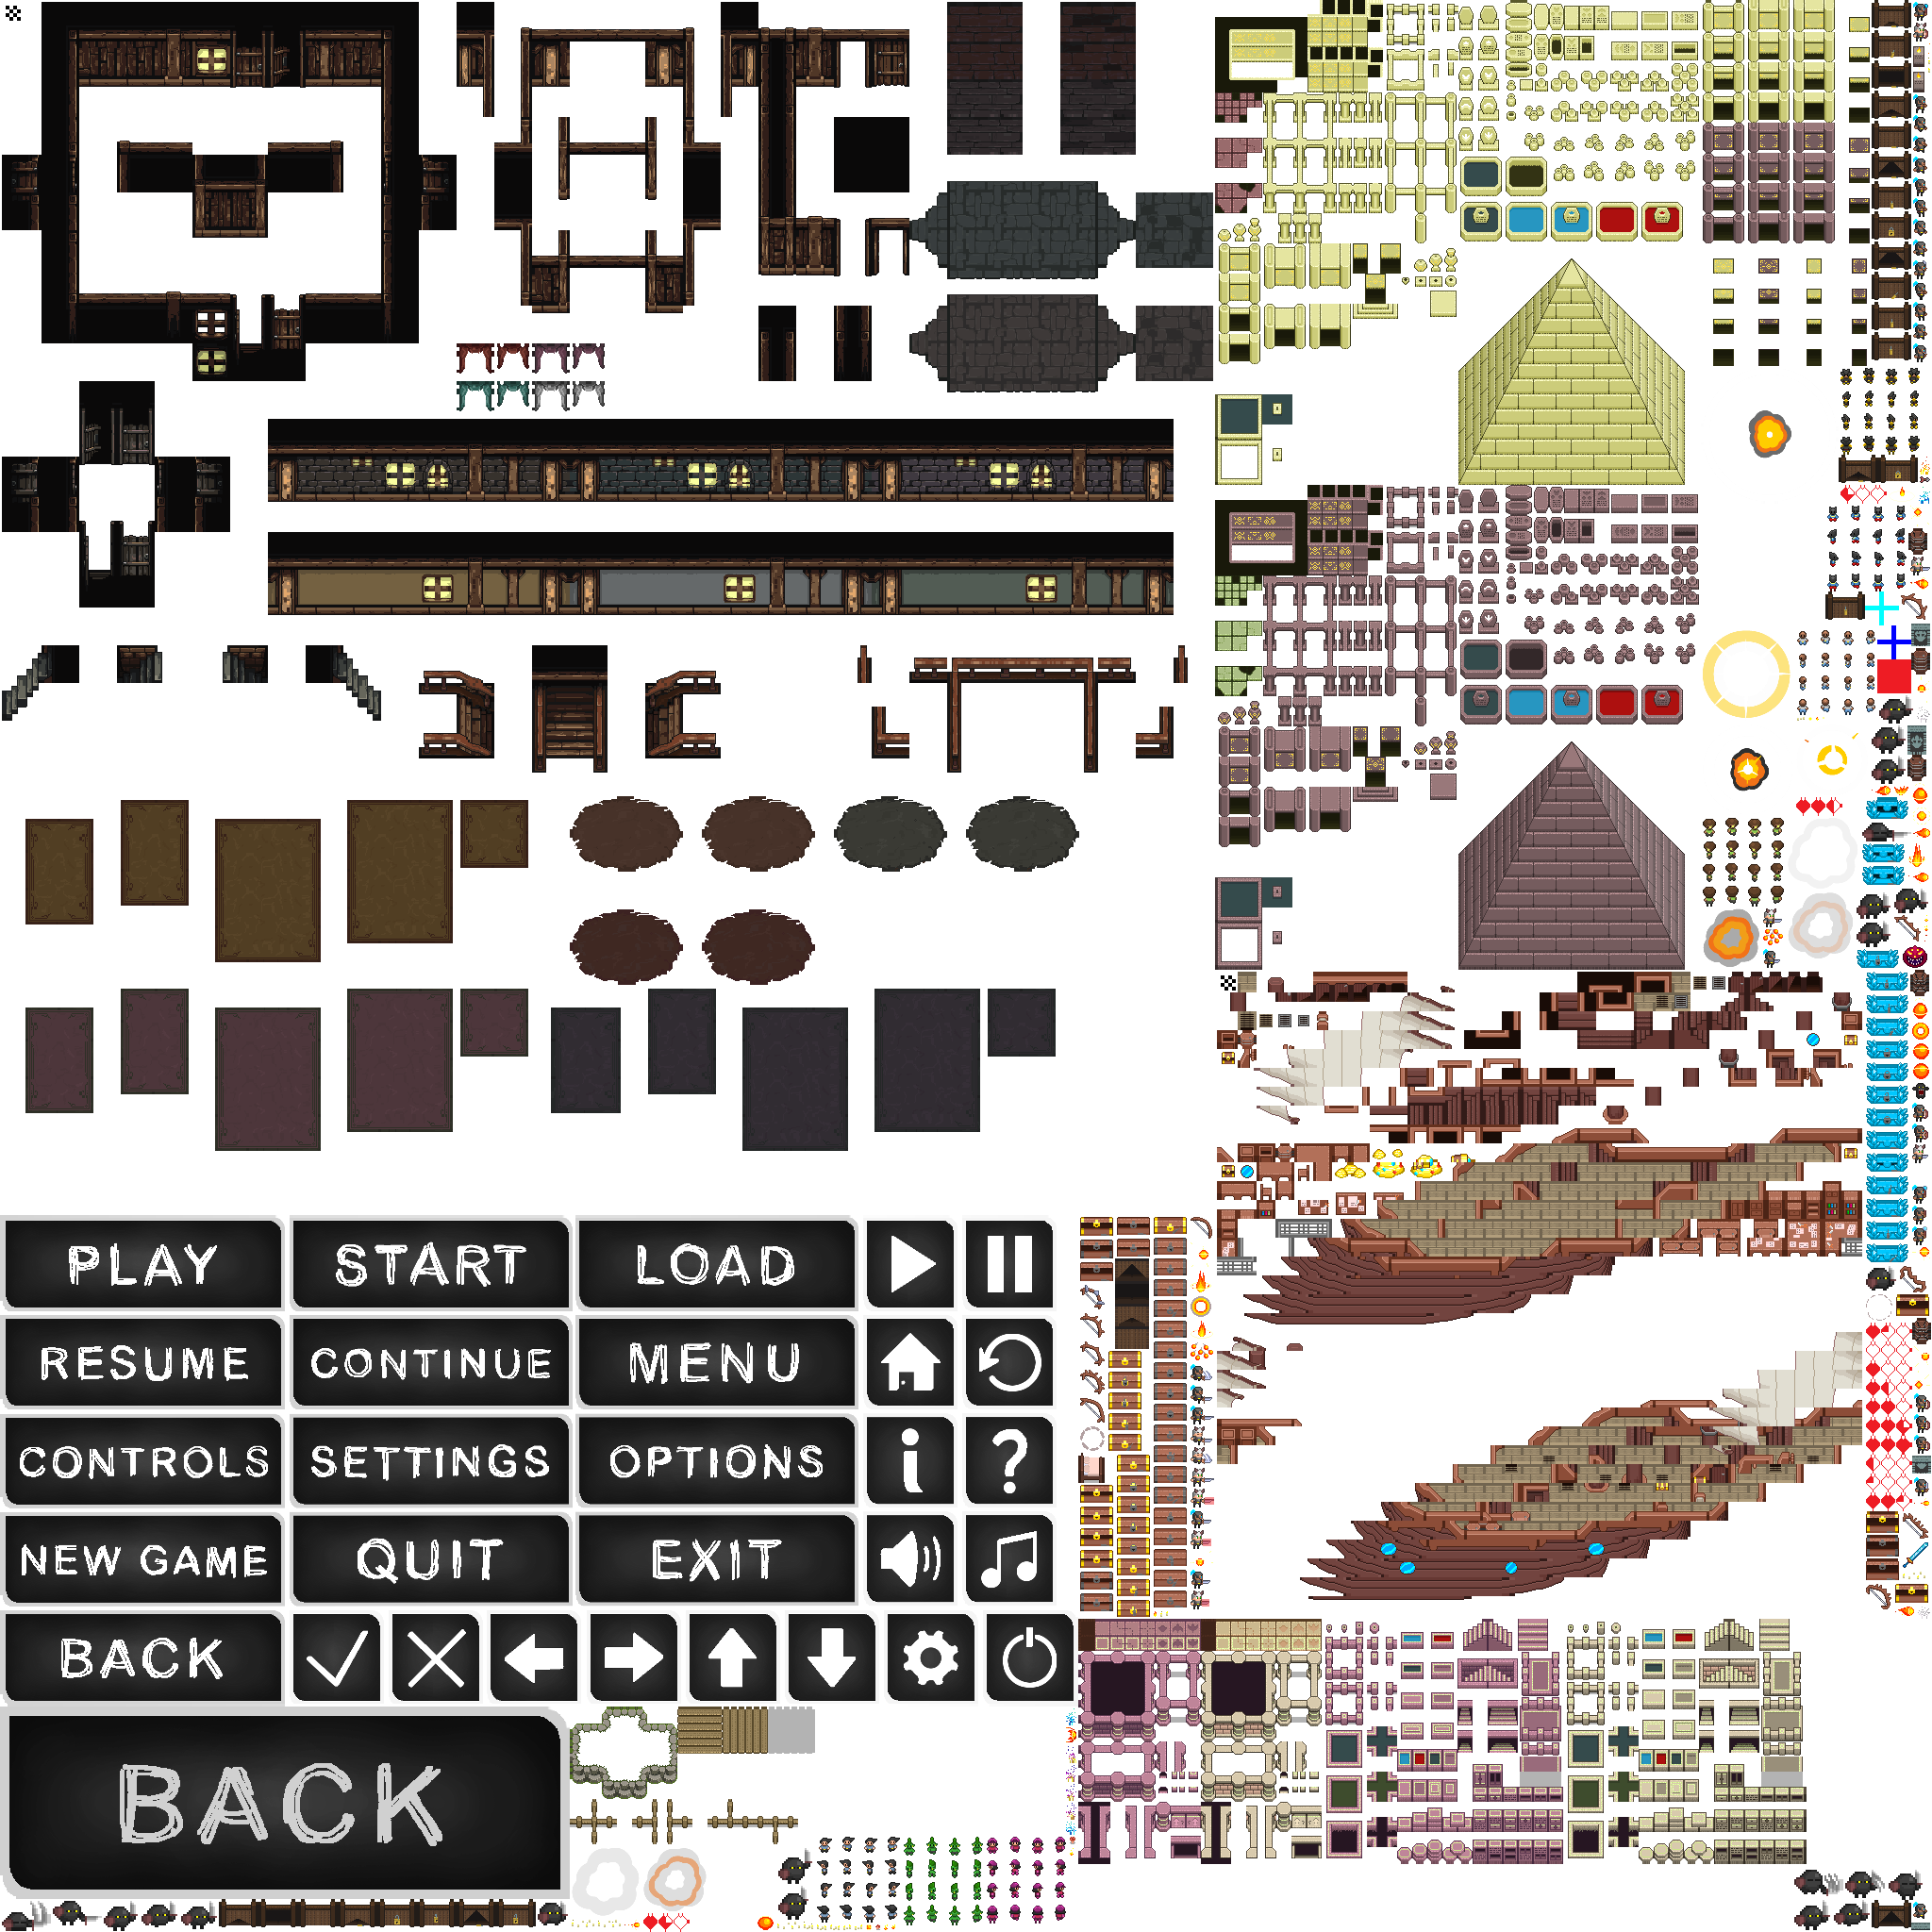 PLAY START LOAD
RESUME CONTINUE MENU
CONTROLS SETTINGS OPTIONS i ?
NEW GAME QUIT EXIT
BACK
BACK